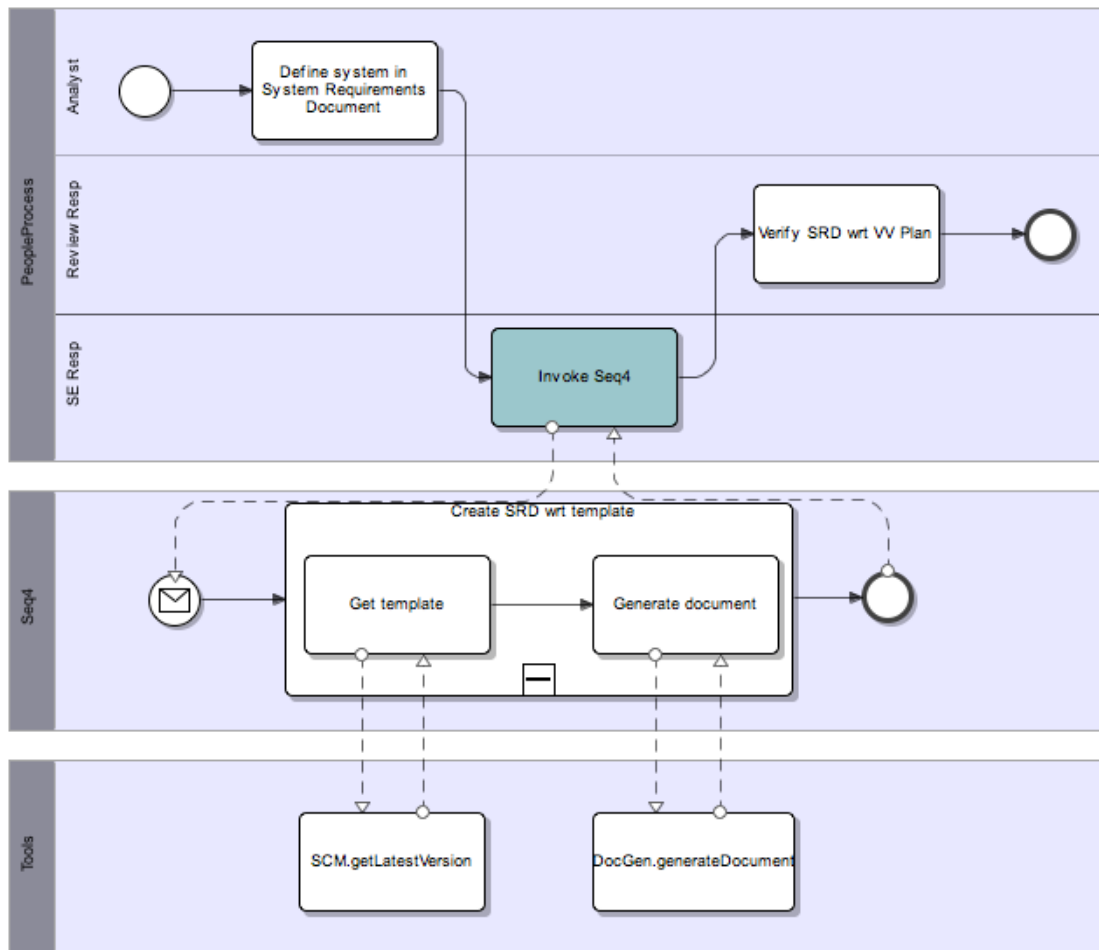 PeopleProcess
Analyst
Define system in
System Requirements
Document
Review Resp
Verify SRD wrt VV Plan
SE Resp
Invoke Seq4
Seq4
Create SRD wrt template
Get template
Generate document
Tools
SCM.getLatestVersion
DocGen.generateDocument